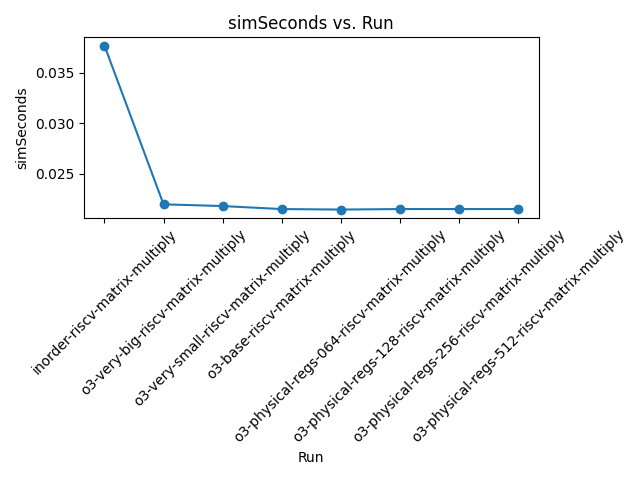 simSeconds vs. Run
0.035
0.030
0.025
simSeconds
inorder-riscv-matrix-multiply
o3-very-big-riscv-matrix-multiply
o3-very-small-riscv-matrix-multiply
o3-base-riscv-matrix-multiply
o3-physical-regs-064-riscv-matrix-multiply
o3-physical-regs-128-riscv-matrix-multiply
o3-physical-regs-256-riscv-matrix-multiply
o3-physical-regs-512-riscv-matrix-multiply
Run